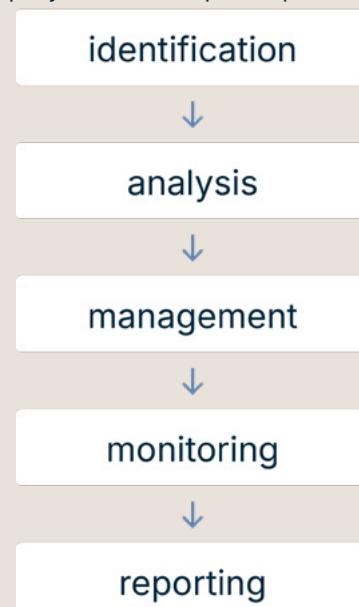 identification
↓
analysis
↓
management
↓
monitoring
↓
reporting